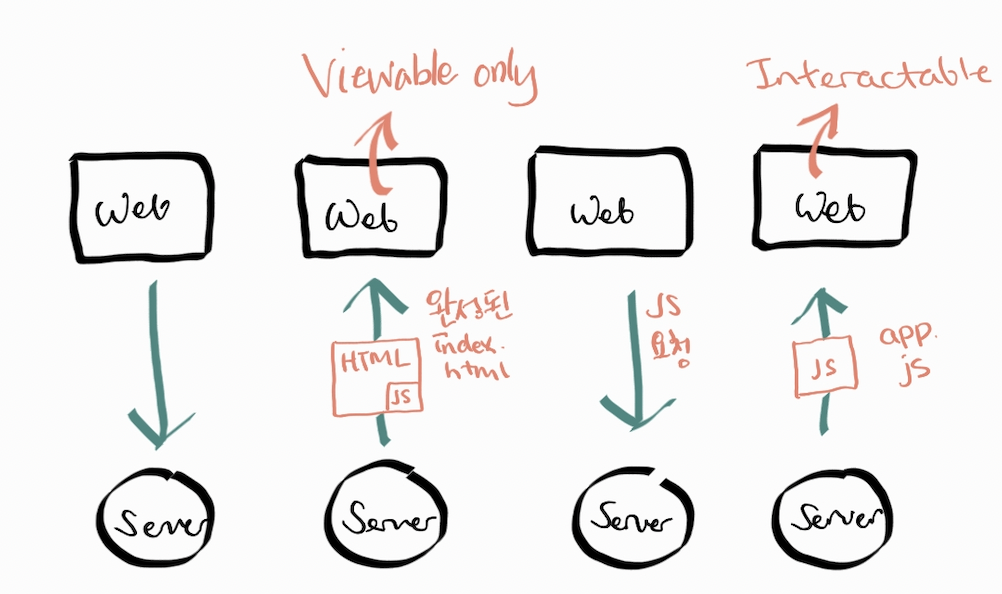 Viewable only
Interactable
Web
Web
Web
Web
완성된
index.
html
HTML
JS
JS
요청
JS
app.
js
Server
Server
Server
Server